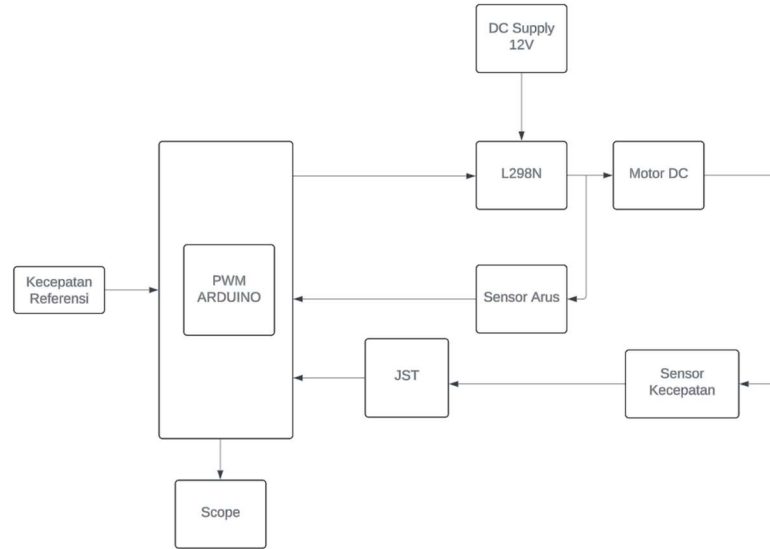 DC Supply
12V
L298N
Motor DC
PWM
ARDUINO
Kecepatan
Referensi
Sensor Arus
JST
Sensor
Kecepatan
Scope